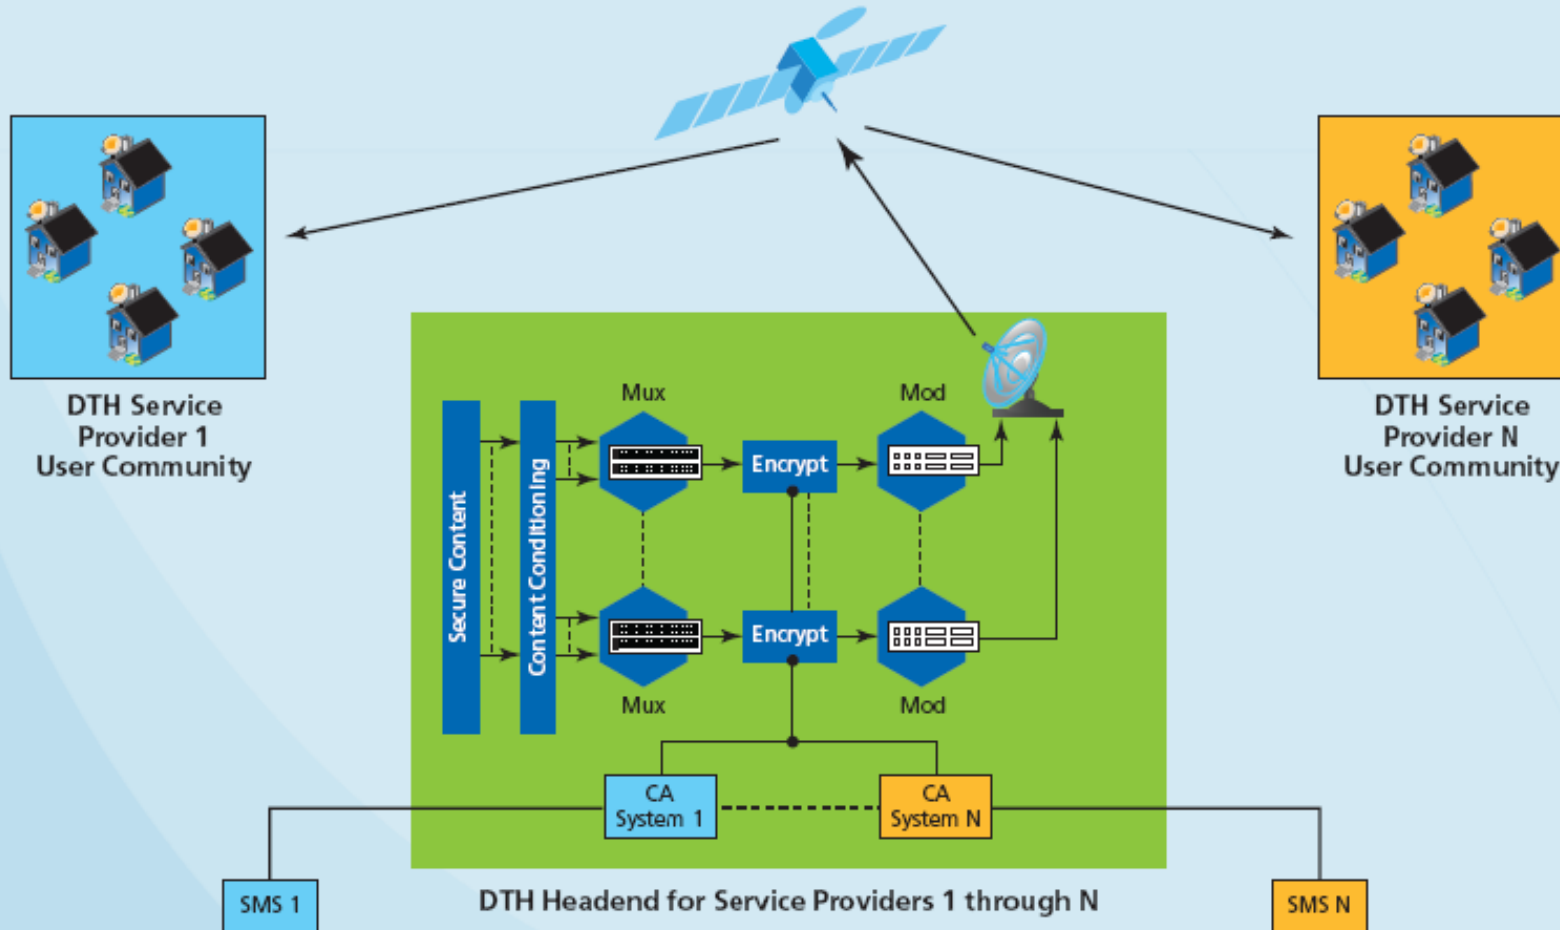 DTH Service
Provider 1
User Community
DTH Service
Provider N
User Community
Mux
Mod
Secure Content
Content Conditioning
Encrypt
Encrypt
Mux
Mod
CA
System 1
CA
System N
SMS 1
DTH Headend for Service Providers 1 through N
SMS N